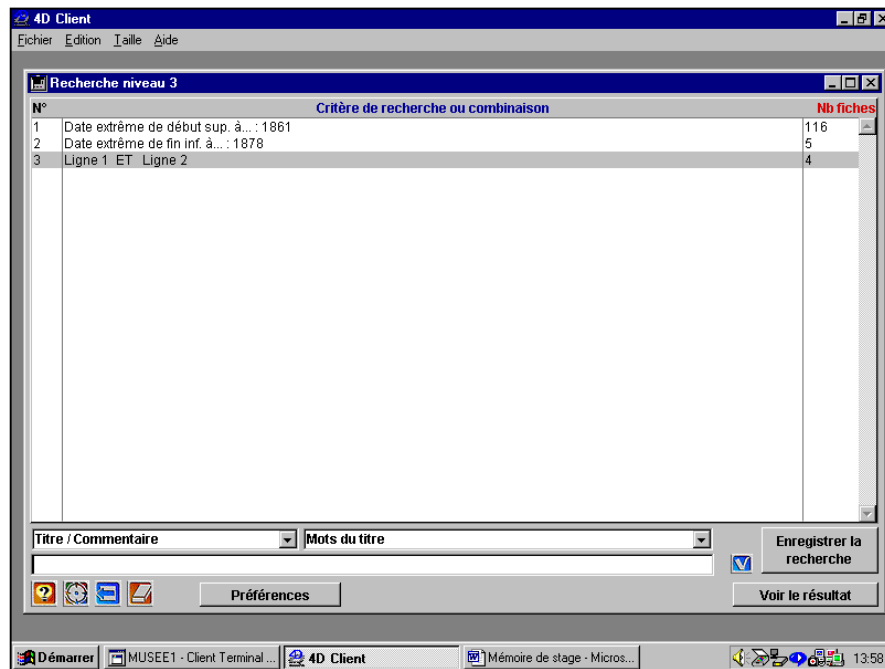 4D Client
Fichier Edition Taille Aide
Recherche niveau 3
N° Critère de recherche ou combinaison Nb fiches
1 Date extrême de début sup. à... : 1861 116
2 Date extrême de fin inf. à... : 1878 5
3 Ligne 1 ET Ligne 2 4
Titre / Commentaire Mots du titre
Enregistrer la
recherche
Préférences Voir le résultat
Démarrer MUSEE1 - Client Terminal ... 4D Client Mémoire de stage - Micros... 13:58